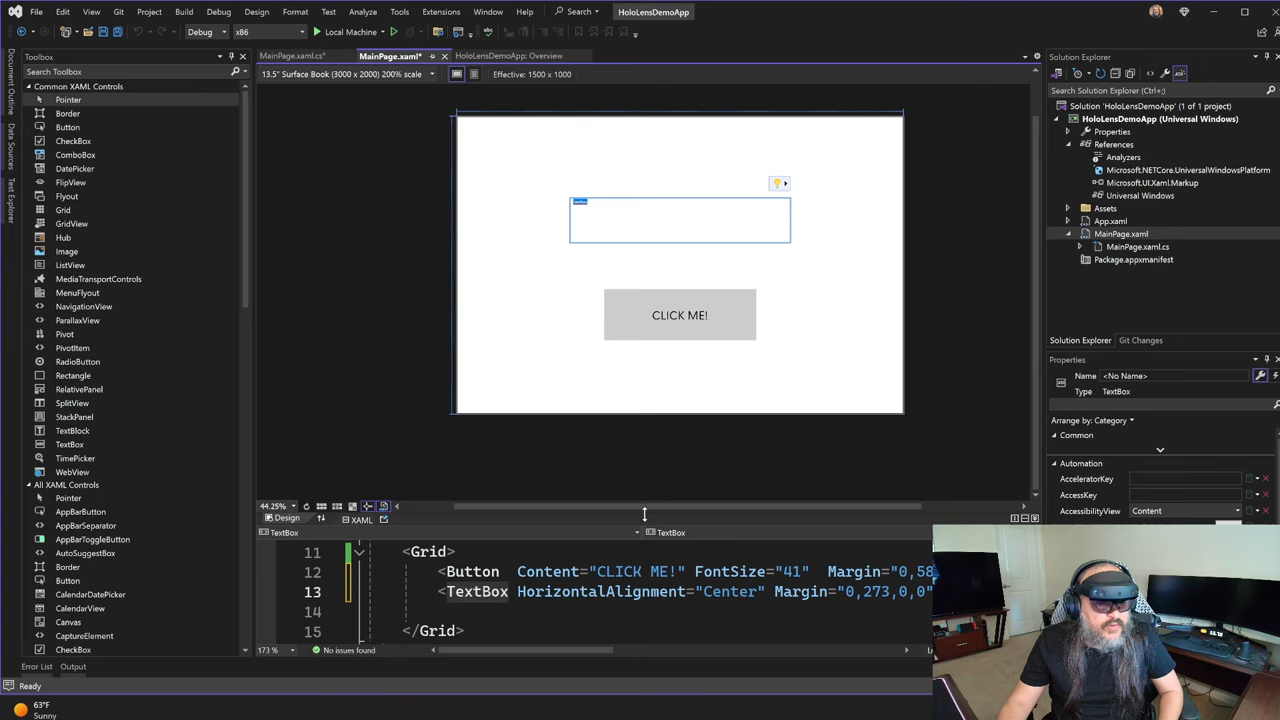 File Edit View Git Project Build Debug Design Format Test Analyze Tools Extensions Window Help Search HoloLensDemoApp
Debug x86 Local Machine
Toolbox
Search Toolbox
Common XAML Controls
Pointer
Border
Button
CheckBox
ComboBox
DatePicker
FlipView
Flyout
Grid
GridView
Hub
Image
ListView
MediaTransportControls
MenuFlyout
NavigationView
ParallaxView
Pivot
PivotItem
RadioButton
Rectangle
RelativePanel
SplitView
StackPanel
TextBlock
TextBox
TimePicker
WebView
All XAML Controls
Pointer
AppBarButton
AppBarSeparator
AppBarToggleButton
AutoSuggestBox
Border
Button
CalendarDatePicker
CalendarView
Canvas
CaptureElement
CheckBox
Document Outline
Data Sources
Test Explorer
MainPage.xaml.cs* MainPage.xaml* HoloLensDemoApp: Overview
13.5" Surface Book (3000 x 2000) 200% scale Effective: 1500 x 1000
TextBox
CLICK ME!
44.25%
Design XAML
TextBox TextBox
11 <Grid>
12 <Button Content="CLICK ME!" FontSize="41" Margin="0,58
13 <TextBox HorizontalAlignment="Center" Margin="0,273,0,0"
14
15 </Grid>
173 % No issues found
Error List Output
Ready
63°F
Sunny
Solution Explorer
Search Solution Explorer (Ctrl+;)
Solution 'HoloLensDemoApp' (1 of 1 project)
HoloLensDemoApp (Universal Windows)
Properties
References
Analyzers
Microsoft.NETCore.UniversalWindowsPlatform
Microsoft.UI.Xaml.Markup
Universal Windows
Assets
App.xaml
MainPage.xaml
MainPage.xaml.cs
Package.appxmanifest
Solution Explorer Git Changes
Properties
Name <No Name>
Type TextBox
Arrange by: Category
Common
Automation
AcceleratorKey
AccessKey
AccessibilityView Content